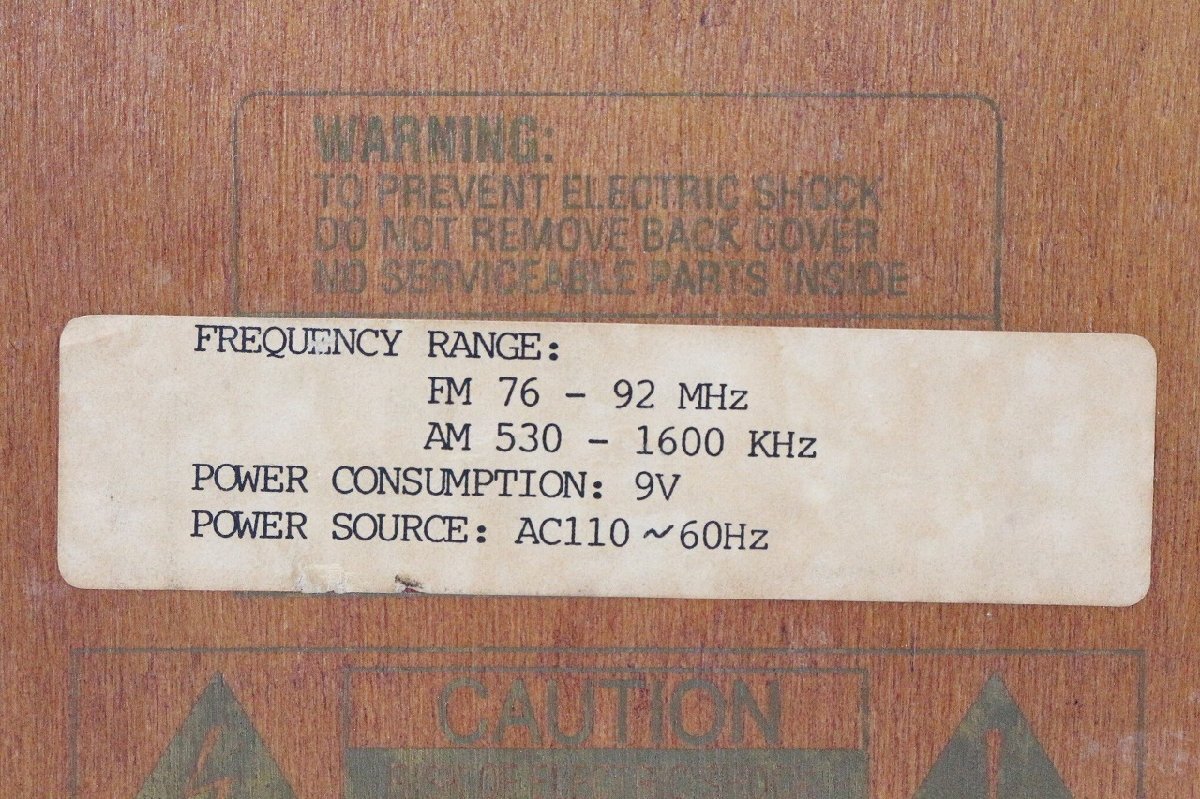 WARMING:
TO PREVENT ELECTRIC SHOCK
DO NOT REMOVE BACK COVER
NO SERVICEABLE PARTS INSIDE
FREQUENCY RANGE:
FM 76 - 92 MHz
AM 530 - 1600 KHz
POWER CONSUMPTION: 9V
POWER SOURCE: AC110 ~60Hz
CAUTION